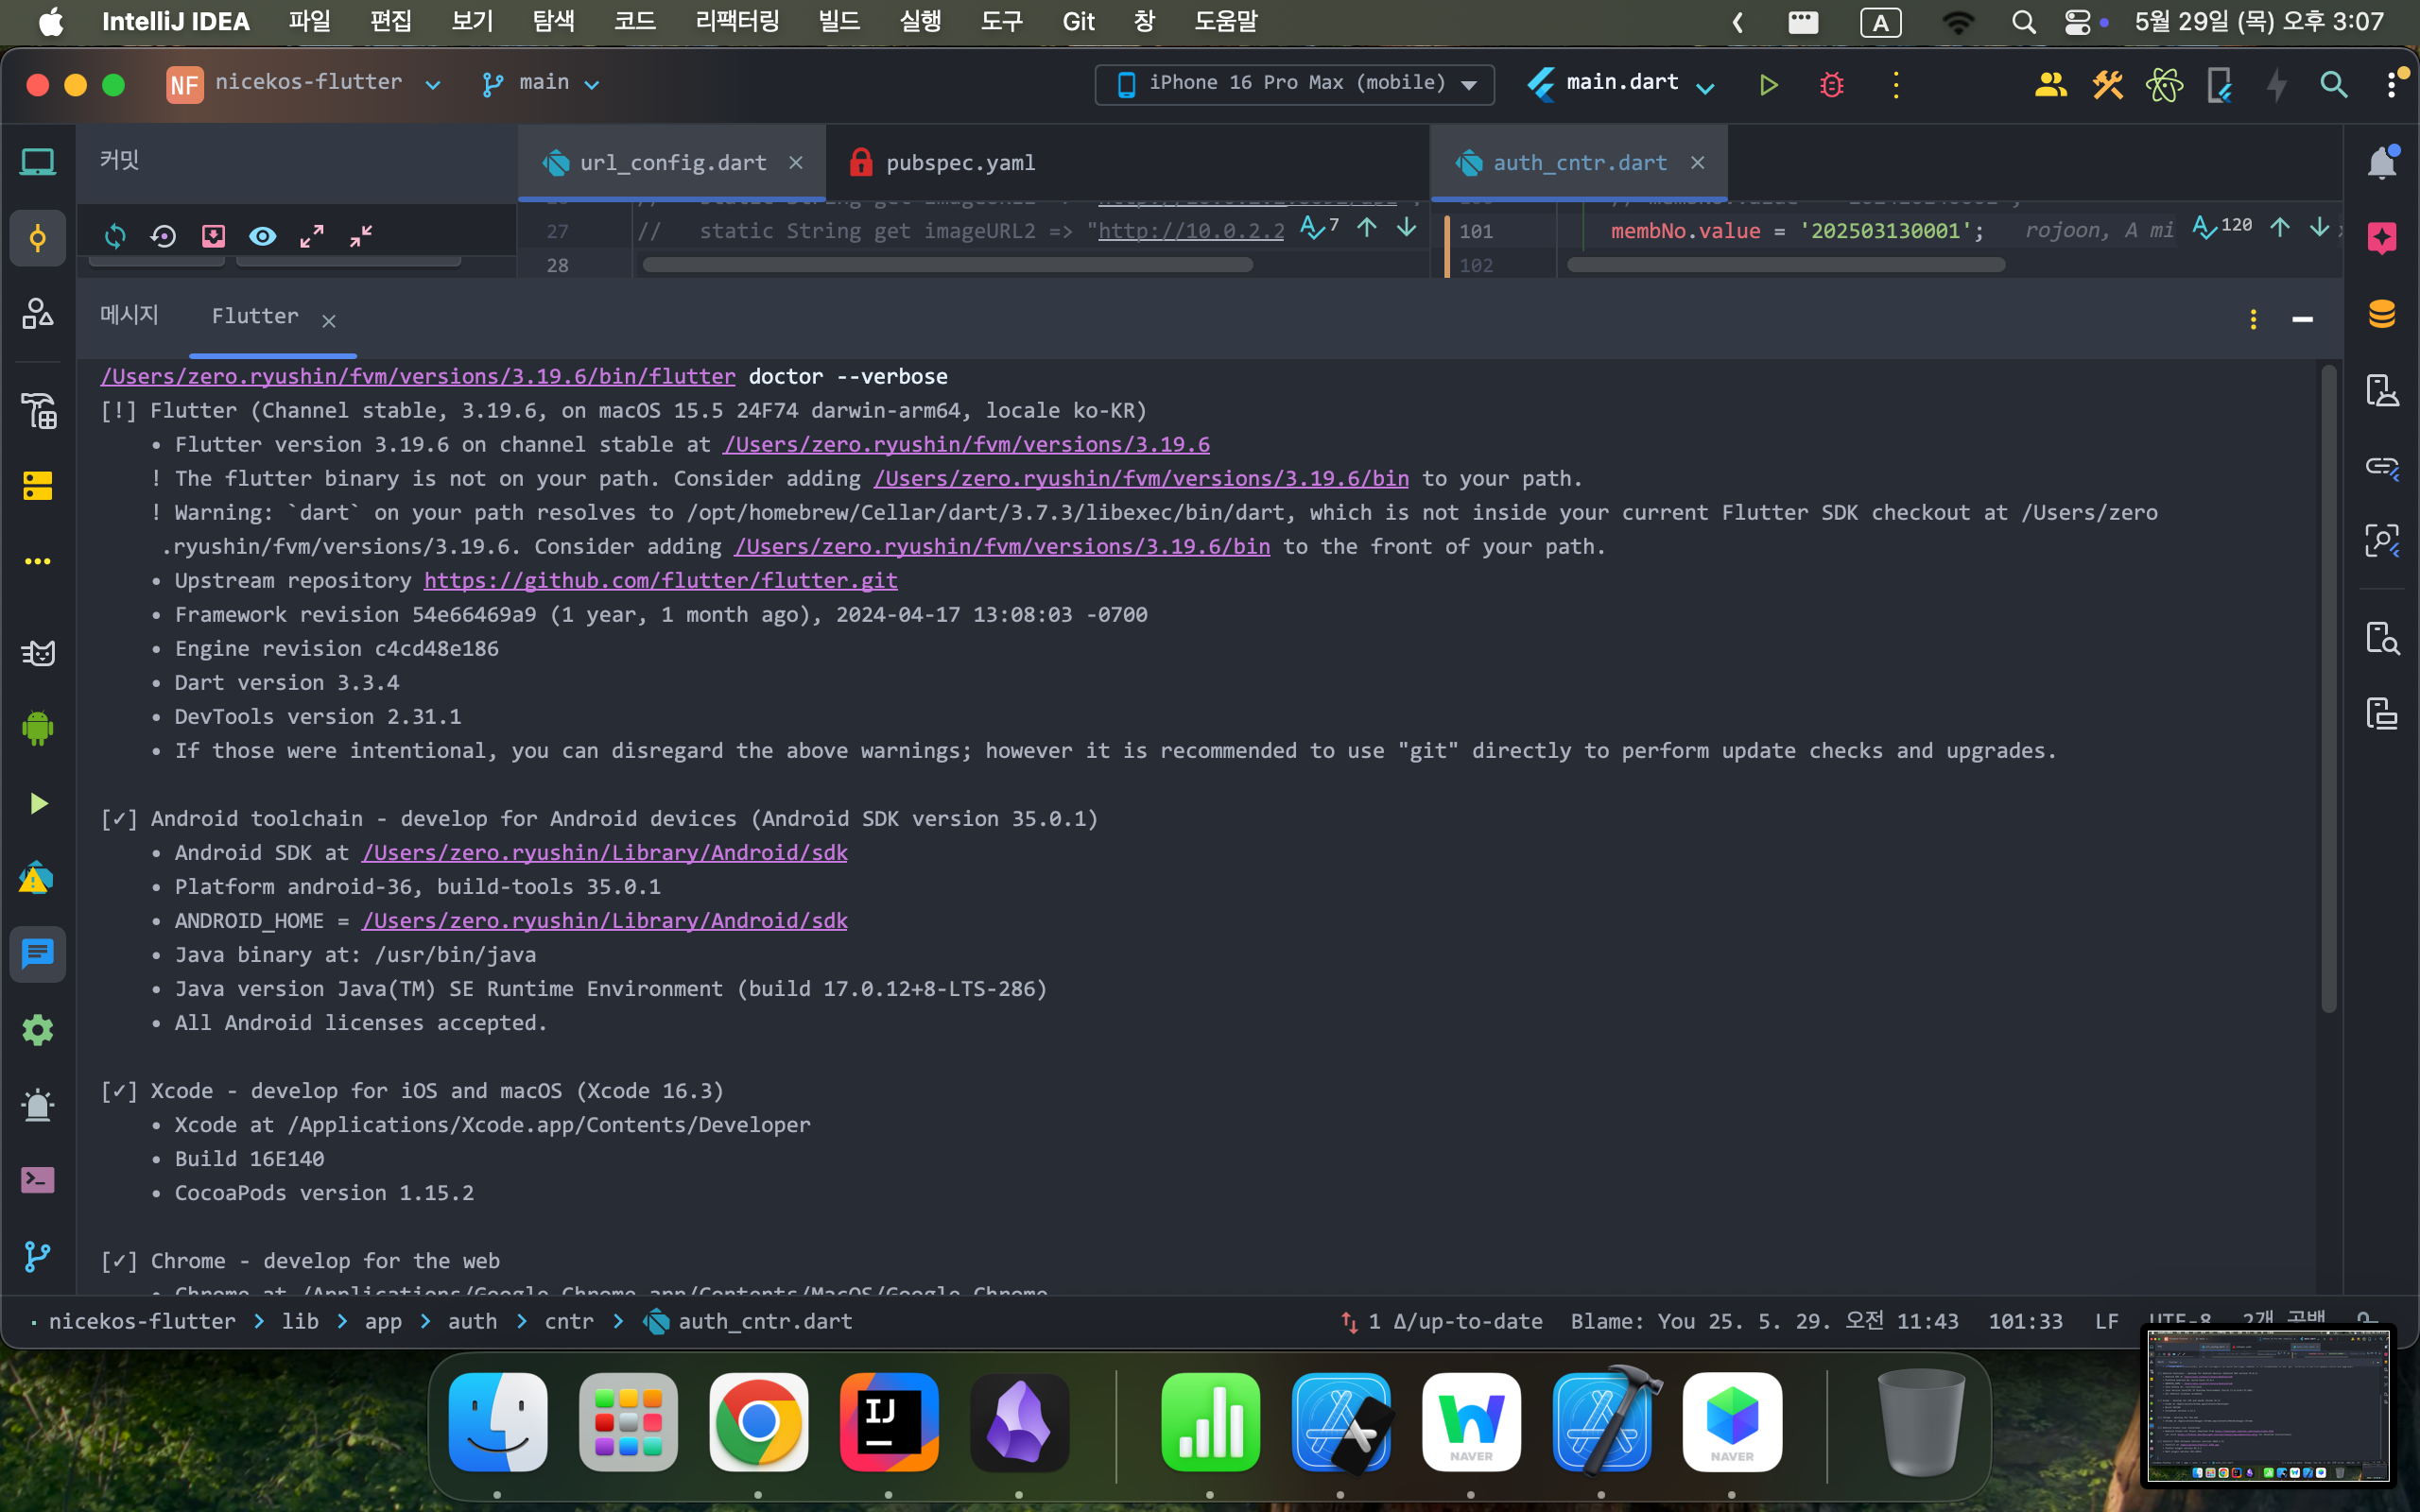 IntelliJ IDEA 파일 편집 보기 탐색 코드 리팩터링 빌드 실행 도구 Git 창 도움말 A 5월 29일 (목) 오후 3:07
NF nicekos-flutter main iPhone 16 Pro Max (mobile) main.dart
커밋 url_config.dart pubspec.yaml auth_cntr.dart
27 // static String get imageURL2 => "http://10.0.2.2 7 101 membNo.value = '202503130001'; rojoon, A mi 120
28 102
메시지 Flutter
/Users/zero.ryushin/fvm/versions/3.19.6/bin/flutter doctor --verbose
[!] Flutter (Channel stable, 3.19.6, on macOS 15.5 24F74 darwin-arm64, locale ko-KR)
• Flutter version 3.19.6 on channel stable at /Users/zero.ryushin/fvm/versions/3.19.6
! The flutter binary is not on your path. Consider adding /Users/zero.ryushin/fvm/versions/3.19.6/bin to your path.
! Warning: `dart` on your path resolves to /opt/homebrew/Cellar/dart/3.7.3/libexec/bin/dart, which is not inside your current Flutter SDK checkout at /Users/zero
.ryushin/fvm/versions/3.19.6. Consider adding /Users/zero.ryushin/fvm/versions/3.19.6/bin to the front of your path.
• Upstream repository https://github.com/flutter/flutter.git
• Framework revision 54e66469a9 (1 year, 1 month ago), 2024-04-17 13:08:03 -0700
• Engine revision c4cd48e186
• Dart version 3.3.4
• DevTools version 2.31.1
• If those were intentional, you can disregard the above warnings; however it is recommended to use "git" directly to perform update checks and upgrades.
[✓] Android toolchain - develop for Android devices (Android SDK version 35.0.1)
• Android SDK at /Users/zero.ryushin/Library/Android/sdk
• Platform android-36, build-tools 35.0.1
• ANDROID_HOME = /Users/zero.ryushin/Library/Android/sdk
• Java binary at: /usr/bin/java
• Java version Java(TM) SE Runtime Environment (build 17.0.12+8-LTS-286)
• All Android licenses accepted.
[✓] Xcode - develop for iOS and macOS (Xcode 16.3)
• Xcode at /Applications/Xcode.app/Contents/Developer
• Build 16E140
• CocoaPods version 1.15.2
[✓] Chrome - develop for the web
• Chrome at /Applications/Google Chrome.app/Contents/MacOS/Google Chrome
nicekos-flutter > lib > app > auth > cntr > auth_cntr.dart 1 Δ/up-to-date Blame: You 25. 5. 29. 오전 11:43 101:33 LF UTF-8 2개 공백
IJ
NAVER NAVER